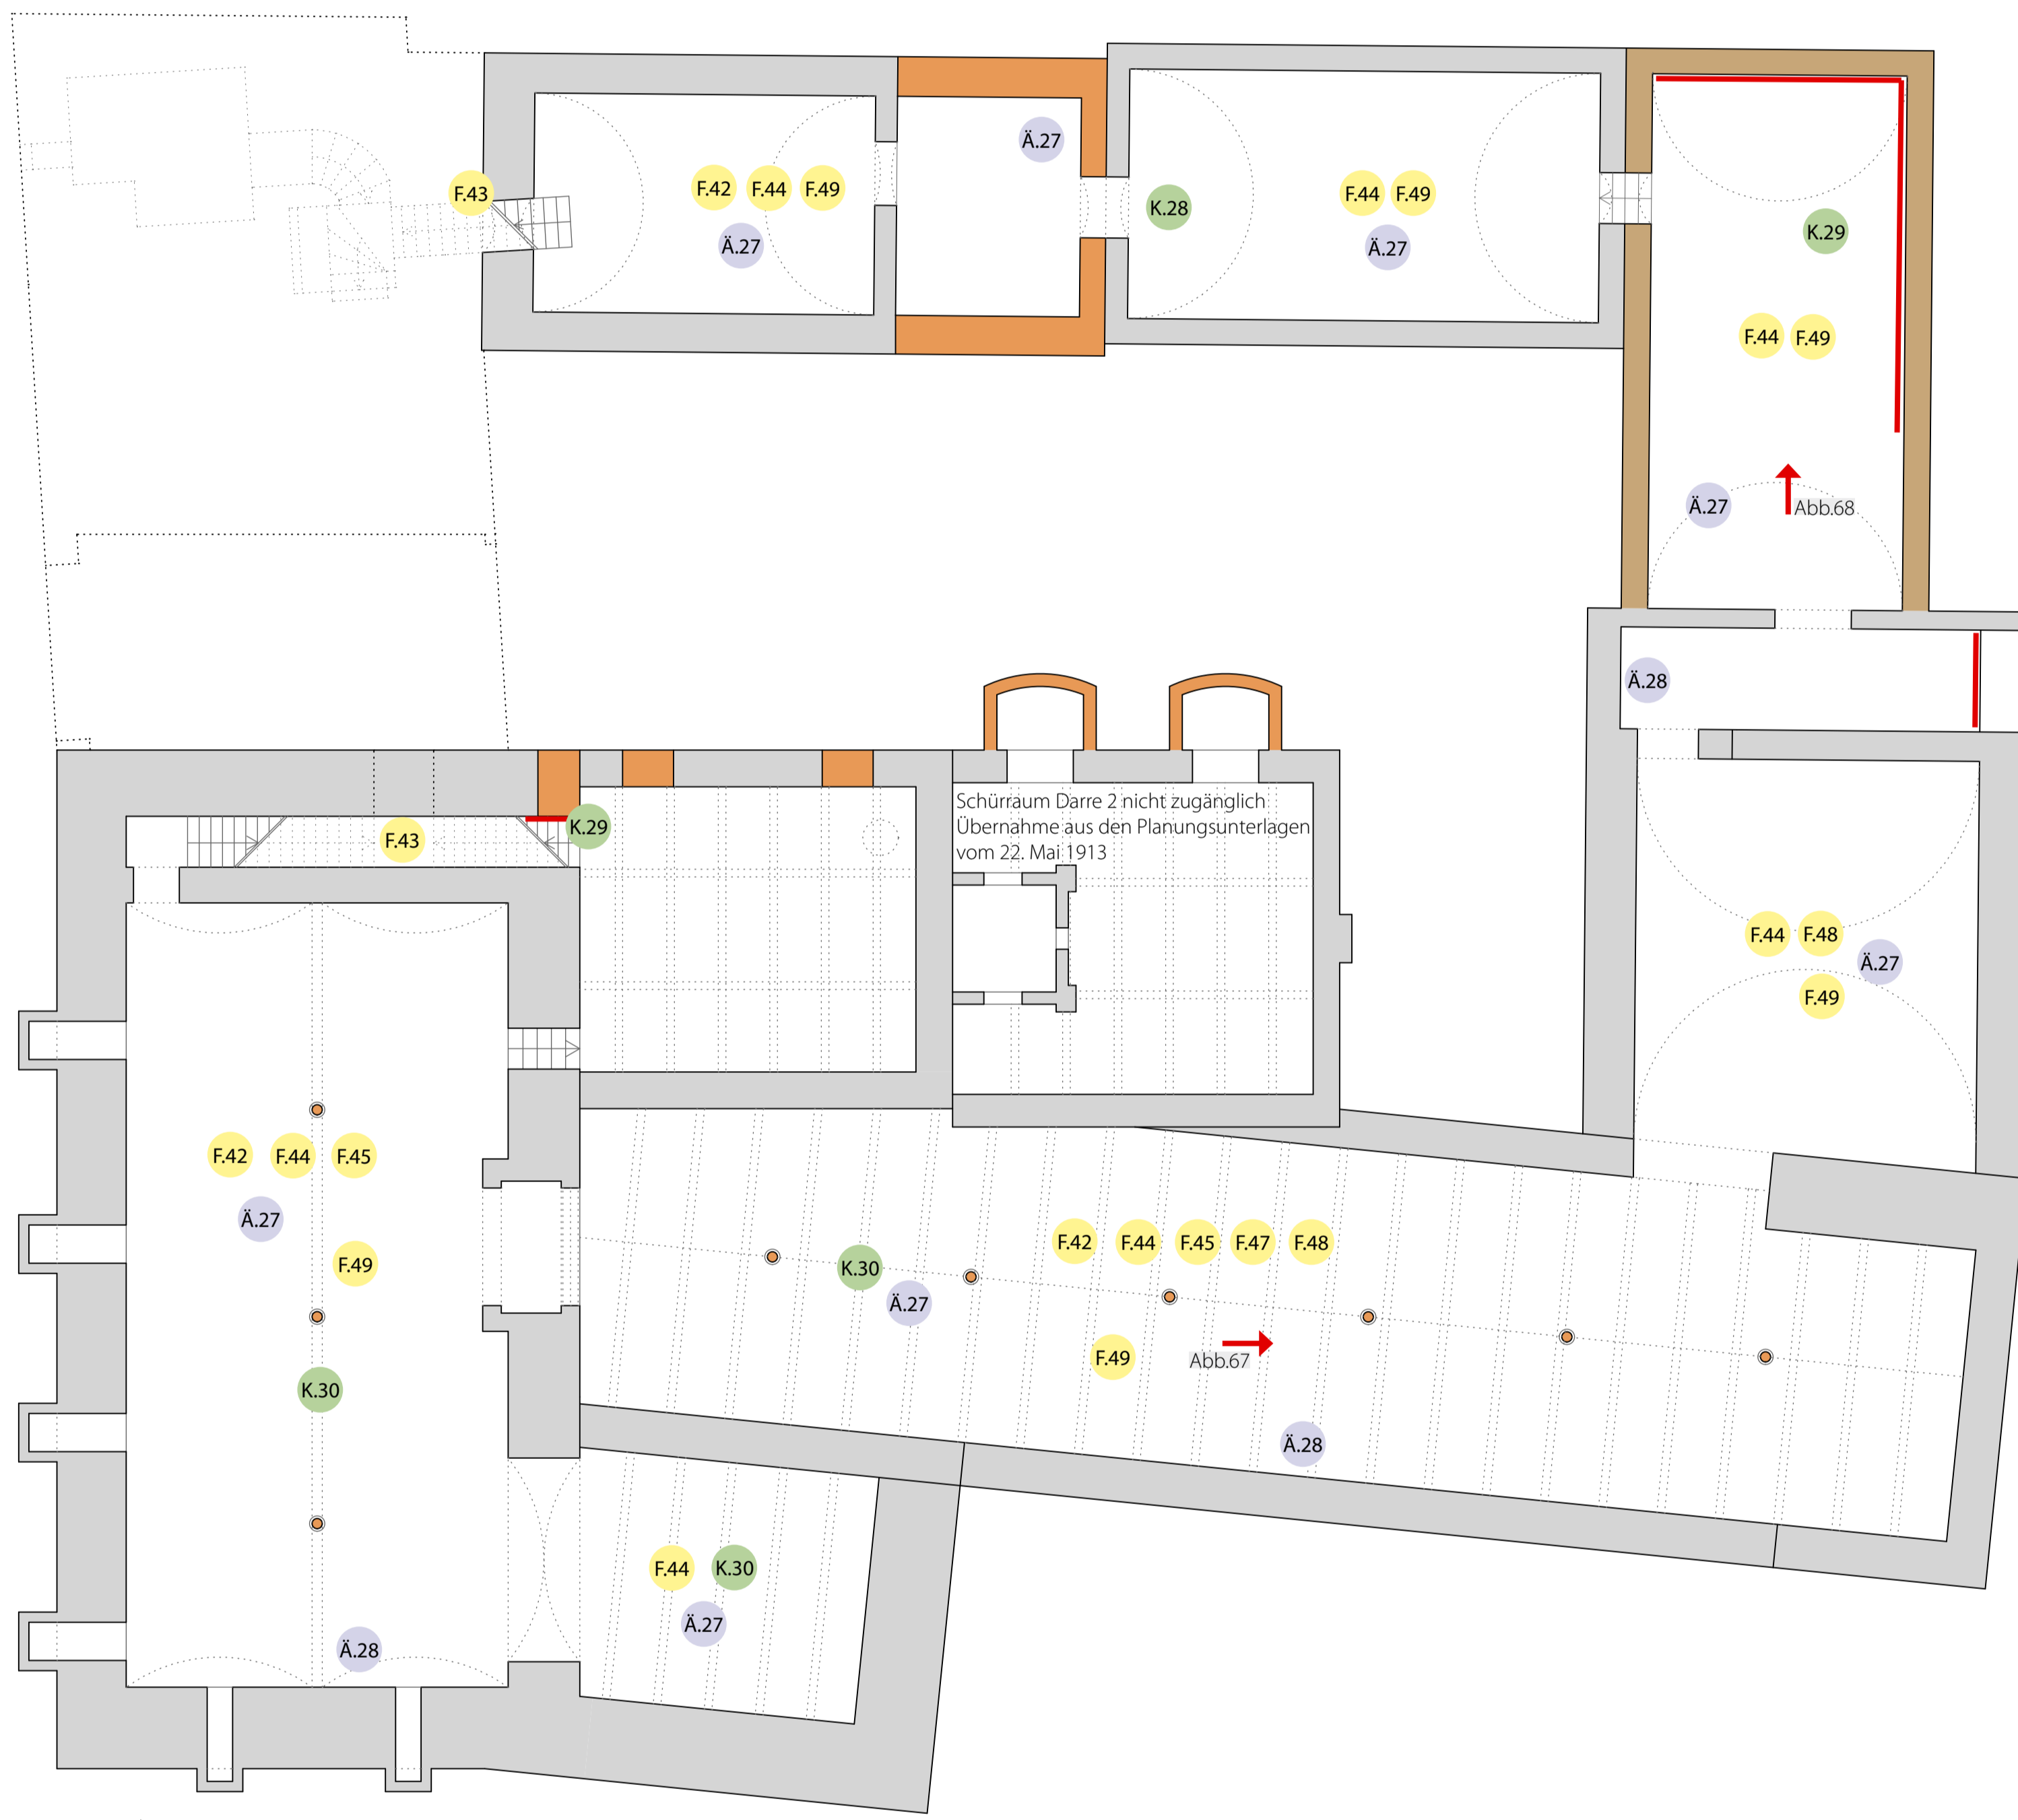 Ä.27
F.43
F.42 F.44 F.49
K.28
F.44 F.49
Ä.27
Ä.27
K.29
F.44 F.49
Ä.27
Abb.68
Ä.28
Schürraum Darre 2 nicht zugänglich
Übernahme aus den Planungsunterlagen
vom 22. Mai 1913
K.29
F.43
F.44 F.48
Ä.27
F.49
F.42 F.44 F.45
Ä.27
F.49
F.42 F.44 F.45 F.47 F.48
K.30
Ä.27
F.49
Abb.67
K.30
Ä.28
F.44 K.30
Ä.27
Ä.28